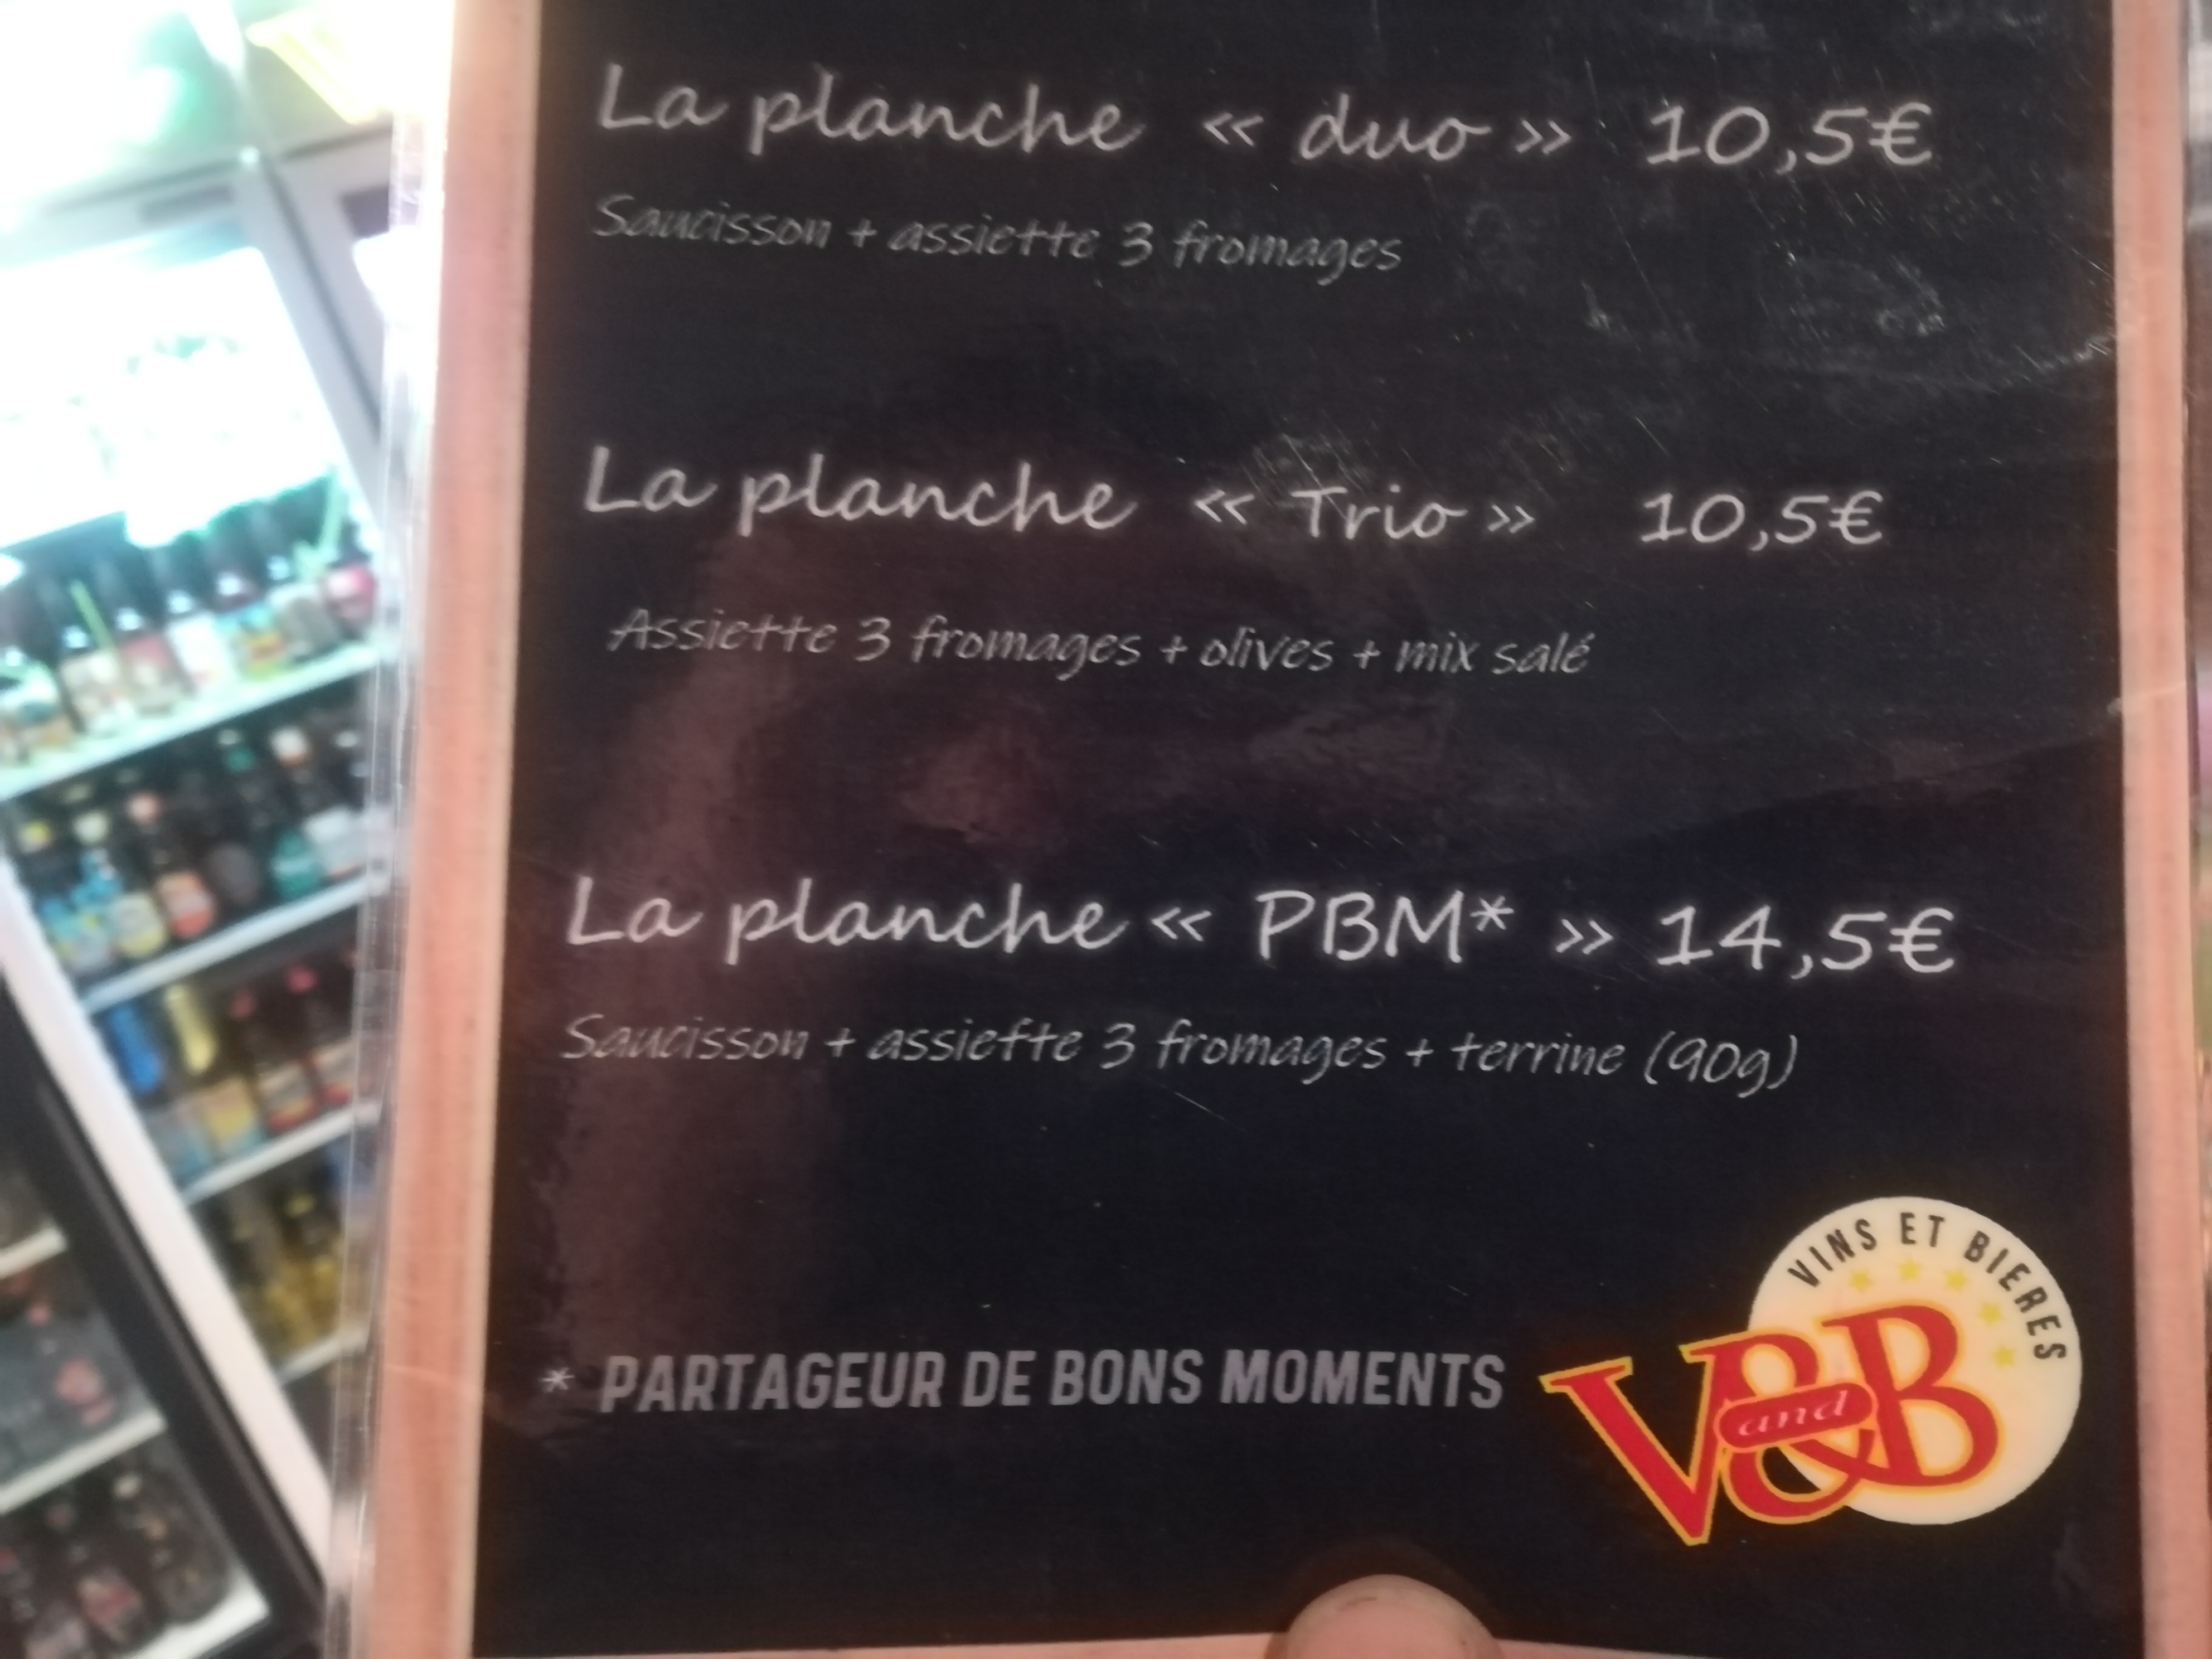 La planche « duo » 10,5€
Saucisson + assiette 3 fromages
La planche « Trio » 10,5€
Assiette 3 fromages + olives + mix salé
La planche « PBM* » 14,5€
Saucisson + assiette 3 fromages + terrine (90g)
* PARTAGEUR DE BONS MOMENTS
VINS ET BIERES
V&B
and